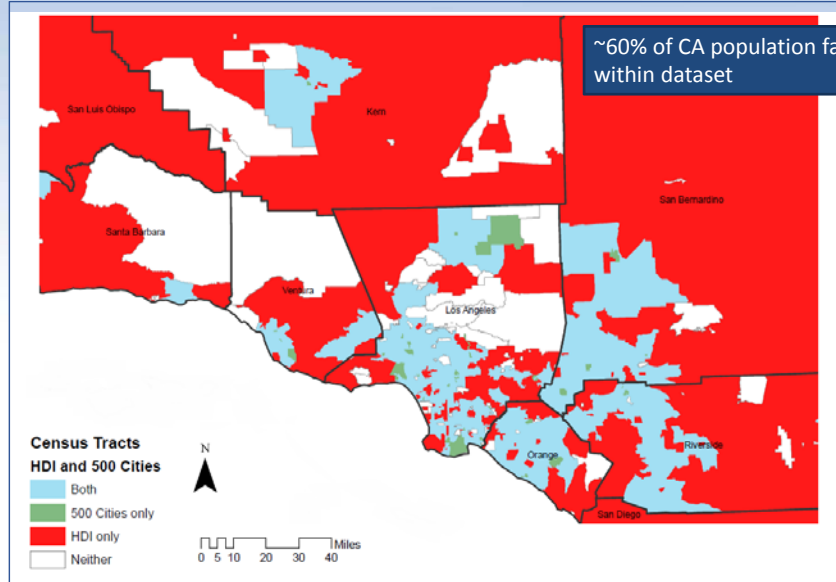 ~60% of CA population fa
within dataset
San Luis Obispo
Kern
San Bernardino
Santa Barbara
Ventura
Los Angeles
Orange
Riverside
San Diego
Census Tracts
HDI and 500 Cities
Both
500 Cities only
HDI only
Neither
N
Miles
0 5 10 20 30 40